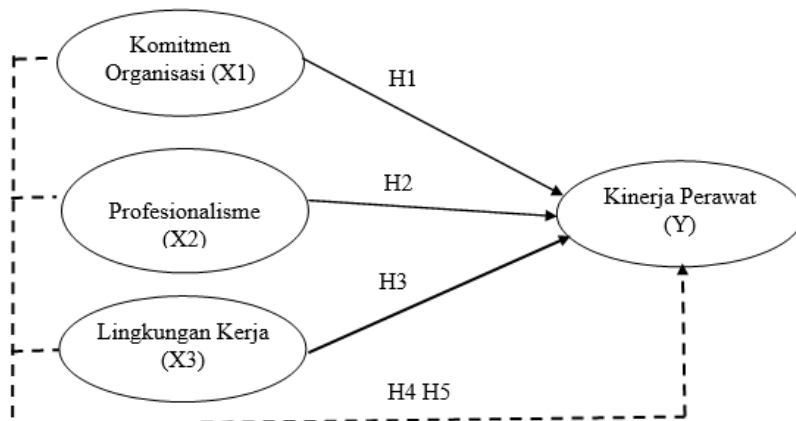 Komitmen
Organisasi (X1)
H1
H2
Profesionalisme
(X2)
Kinerja Perawat
(Y)
H3
Lingkungan Kerja
(X3)
H4 H5